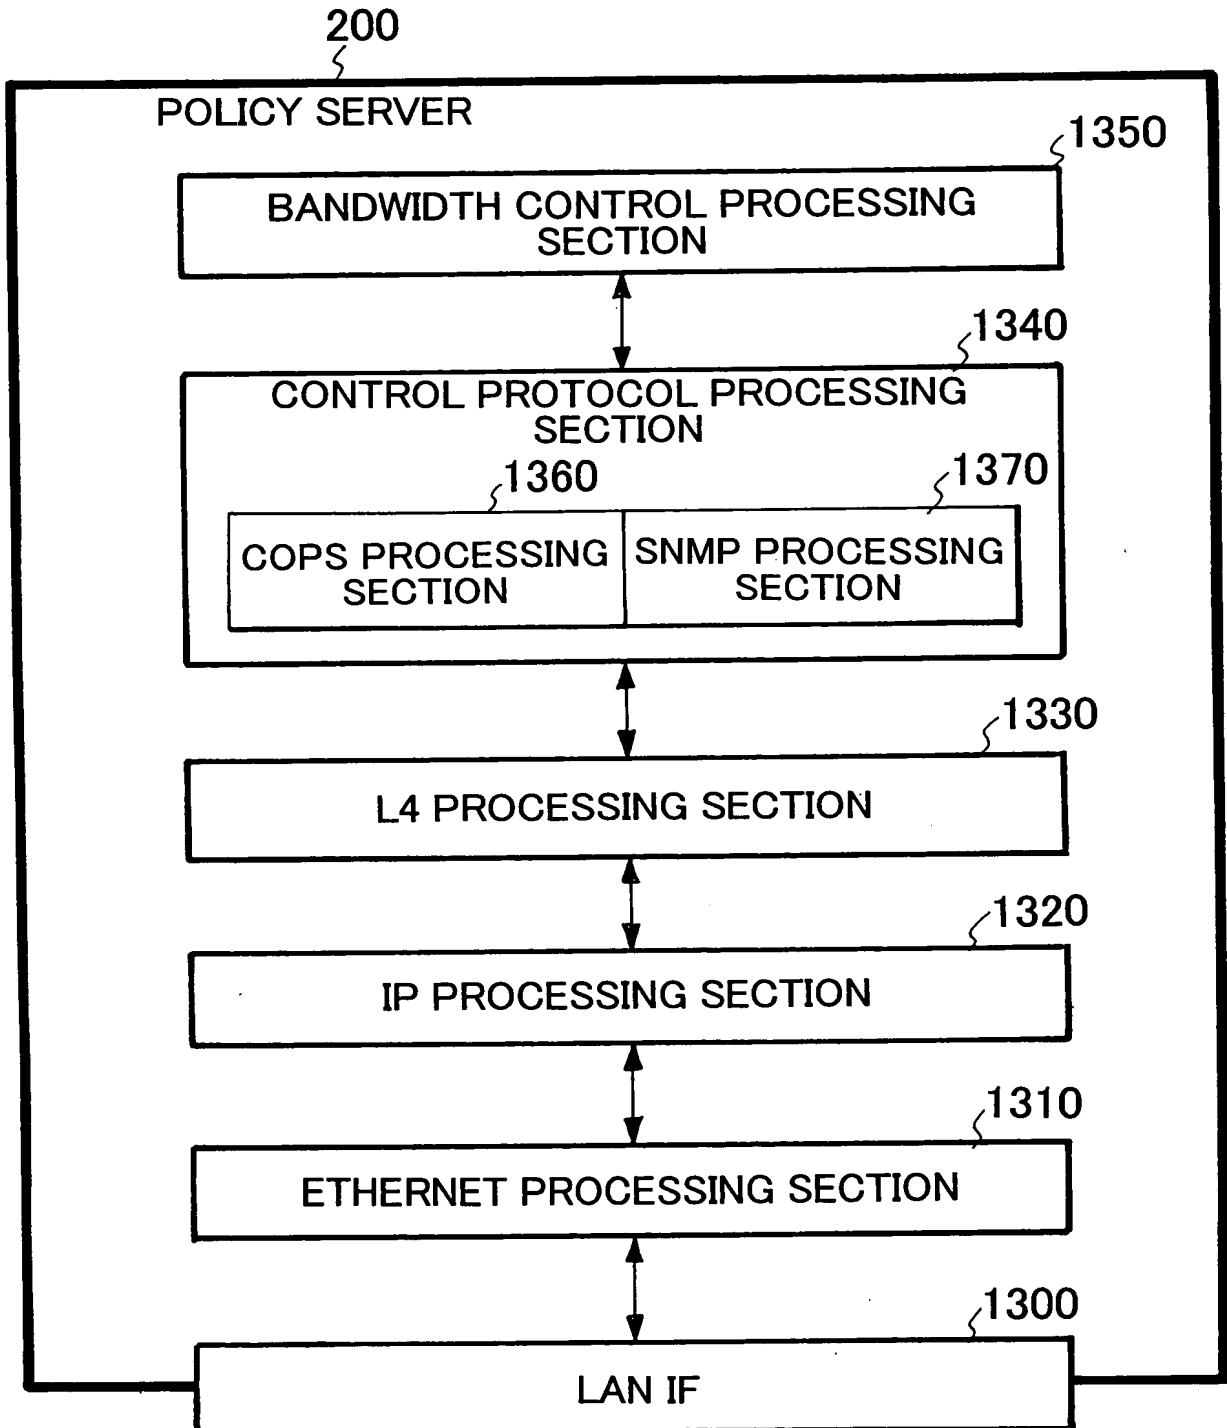 200
POLICY SERVER
1350
BANDWIDTH CONTROL PROCESSING
SECTION
1340
CONTROL PROTOCOL PROCESSING
SECTION
1360
1370
COPS PROCESSING
SECTION
SNMP PROCESSING
SECTION
1330
L4 PROCESSING SECTION
1320
IP PROCESSING SECTION
1310
ETHERNET PROCESSING SECTION
1300
LAN IF